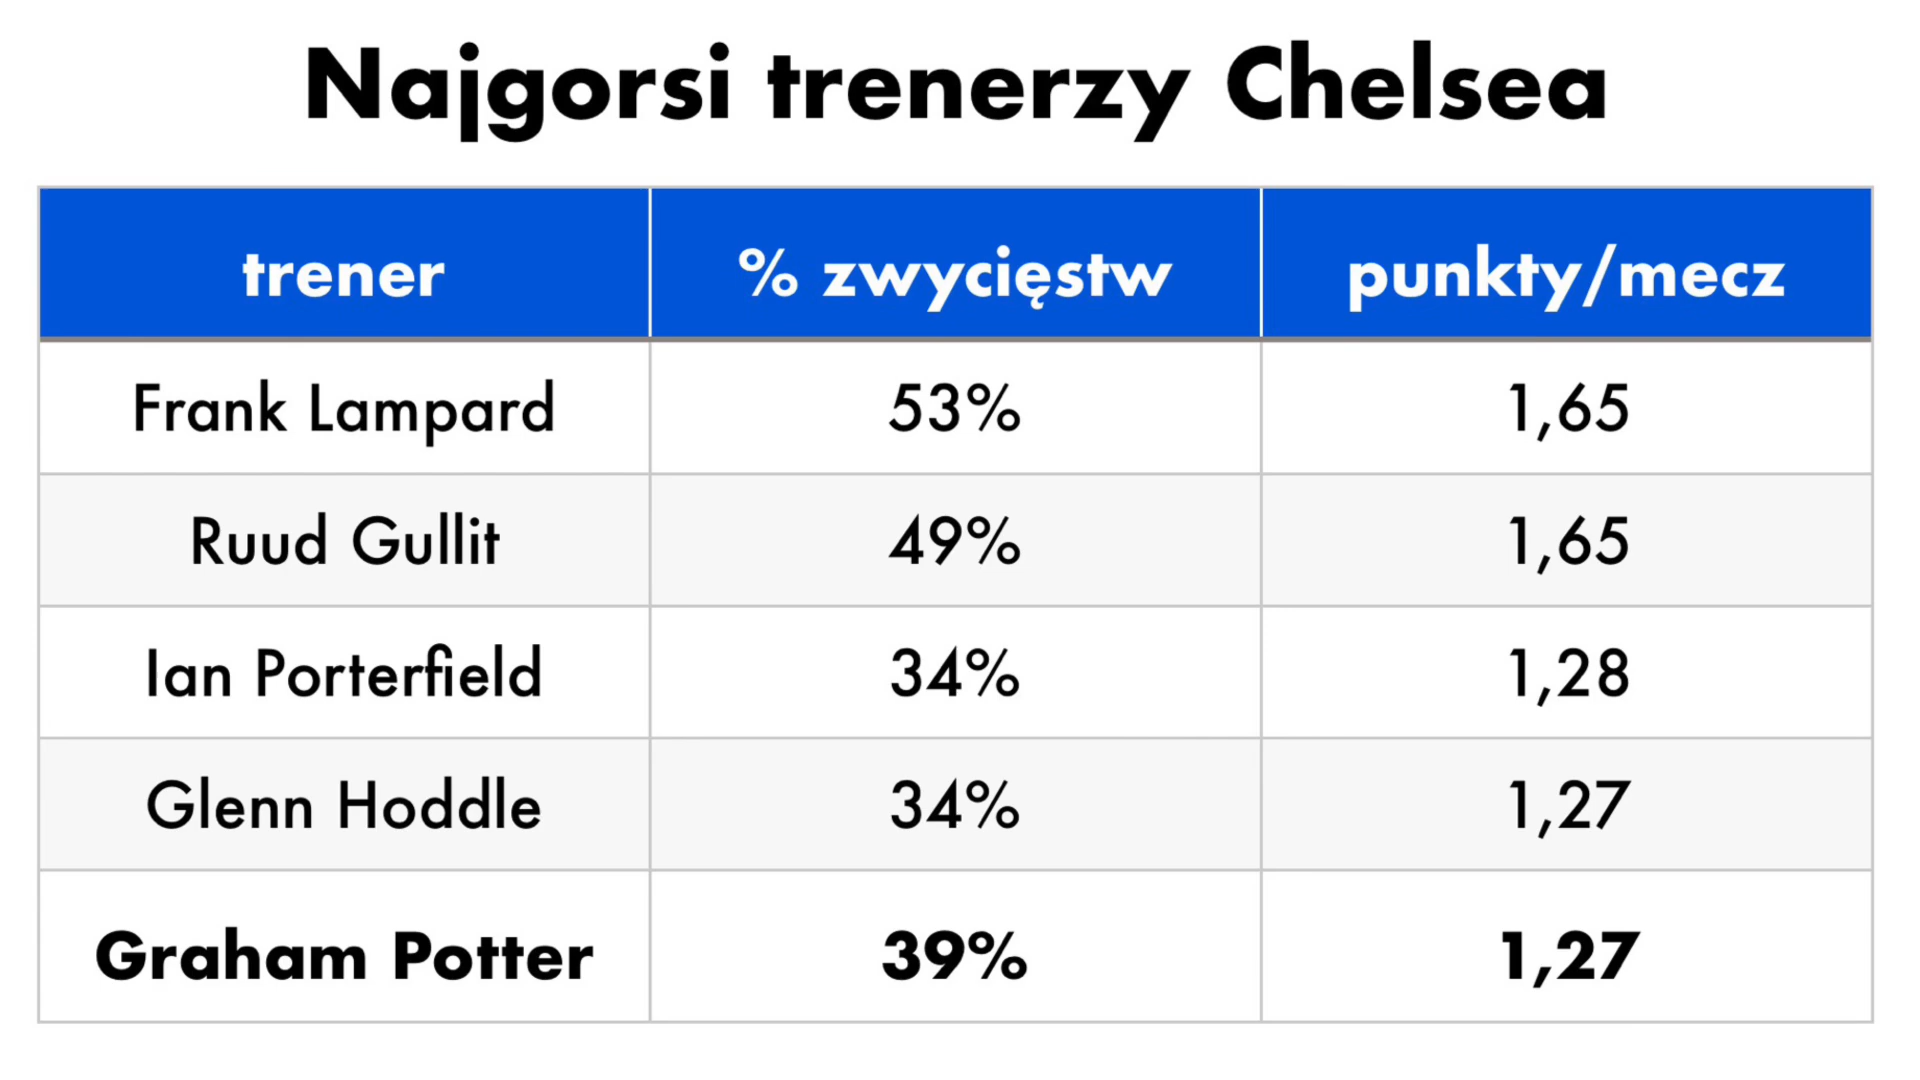 Najgorsi trenerzy Chelsea
trener % zwycięstw punkty/mecz
Frank Lampard 53% 1,65
Ruud Gullit 49% 1,65
Ian Porterfield 34% 1,28
Glenn Hoddle 34% 1,27
Graham Potter 39% 1,27